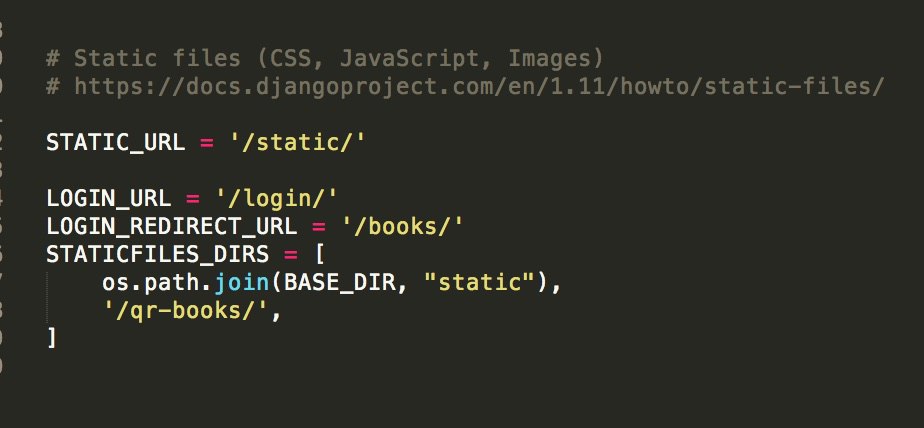 # Static files (CSS, JavaScript, Images)
# https://docs.djangoproject.com/en/1.11/howto/static-files/
STATIC_URL = '/static/'
LOGIN_URL = '/login/'
LOGIN_REDIRECT_URL = '/books/'
STATICFILES_DIRS = [
    os.path.join(BASE_DIR, "static"),
    '/qr-books/',
]